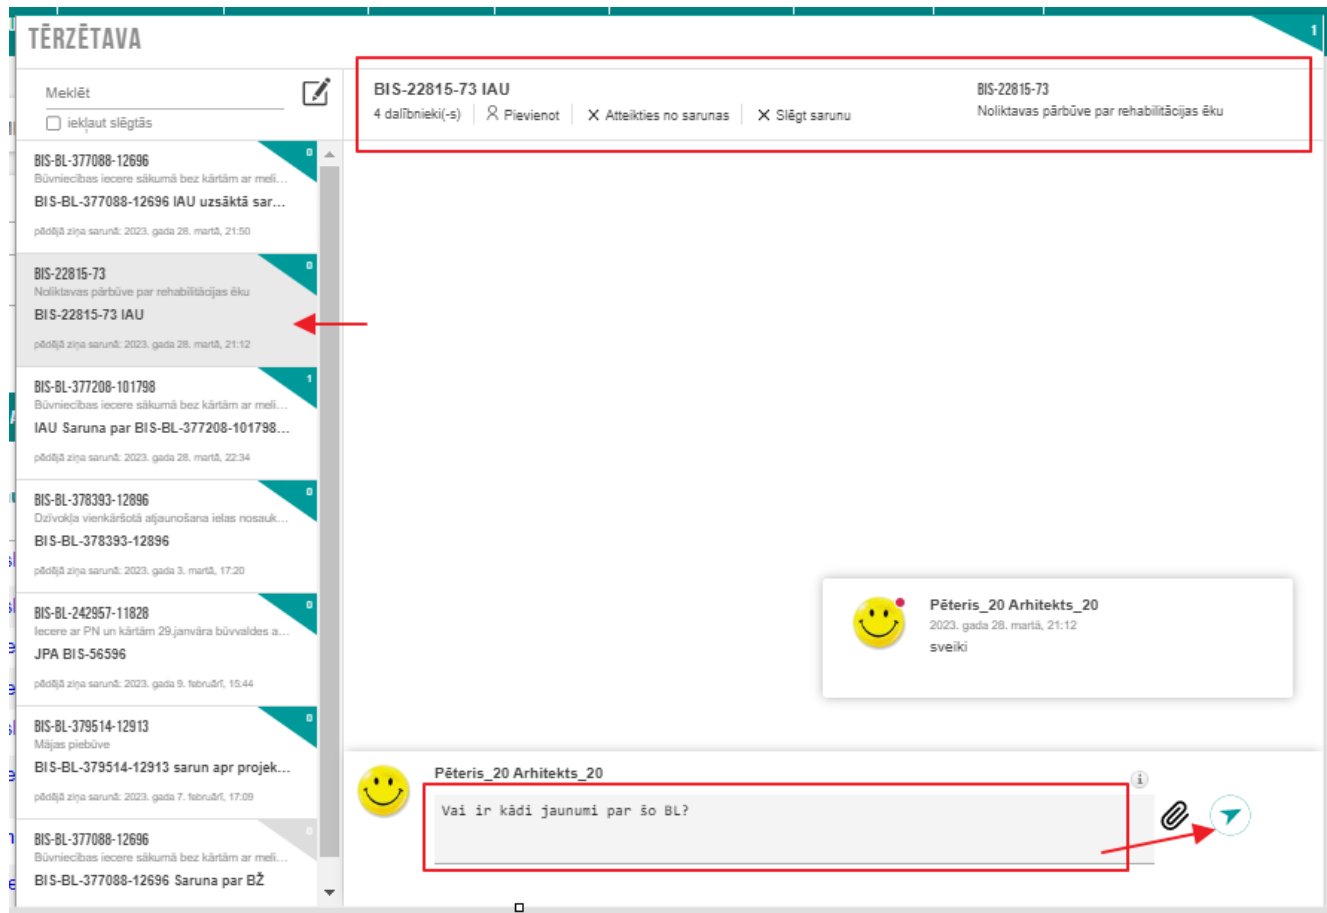 TĒRZĒTAVA
1
Meklēt
iekļaut slēgtās
BIS-BL-377088-12696
0
Būvniecības iecere sākumā bez kārtām ar meli...
BIS-BL-377088-12696 IAU uzsāktā sar...
pēdējā ziņa sarunā: 2023. gada 28. martā, 21:50
BIS-22815-73
0
Noliktavas pārbūve par rehabilitācijas ēku
BIS-22815-73 IAU
pēdējā ziņa sarunā: 2023. gada 28. martā, 21:12
BIS-BL-377208-101798
1
Būvniecības iecere sākumā bez kārtām ar meli...
IAU Saruna par BIS-BL-377208-101798...
pēdējā ziņa sarunā: 2023. gada 28. martā, 22:34
BIS-BL-378393-12896
0
Dzīvokļa vienkāršotā atjaunošana ielas nosauk...
BIS-BL-378393-12896
pēdējā ziņa sarunā: 2023. gada 3. martā, 17:20
BIS-BL-242957-11828
0
Iecere ar PN un kārtām 29.janvāra būvvaldes a...
JPA BIS-56596
pēdējā ziņa sarunā: 2023. gada 9. februārī, 15:44
BIS-BL-379514-12913
0
Mājas piebūve
BIS-BL-379514-12913 sarun apr projek...
pēdējā ziņa sarunā: 2023. gada 7. februārī, 17:09
BIS-BL-377088-12696
0
Būvniecības iecere sākumā bez kārtām ar meli...
BIS-BL-377088-12696 Saruna par BŽ
BIS-22815-73 IAU
4 dalībnieki(-s) Pievienot Atteikties no sarunas Slēgt sarunu
BIS-22815-73
Noliktavas pārbūve par rehabilitācijas ēku
Pēteris_20 Arhitekts_20
2023. gada 28. martā, 21:12
sveiki
Pēteris_20 Arhitekts_20
i
Vai ir kādi jaunumi par šo BL?